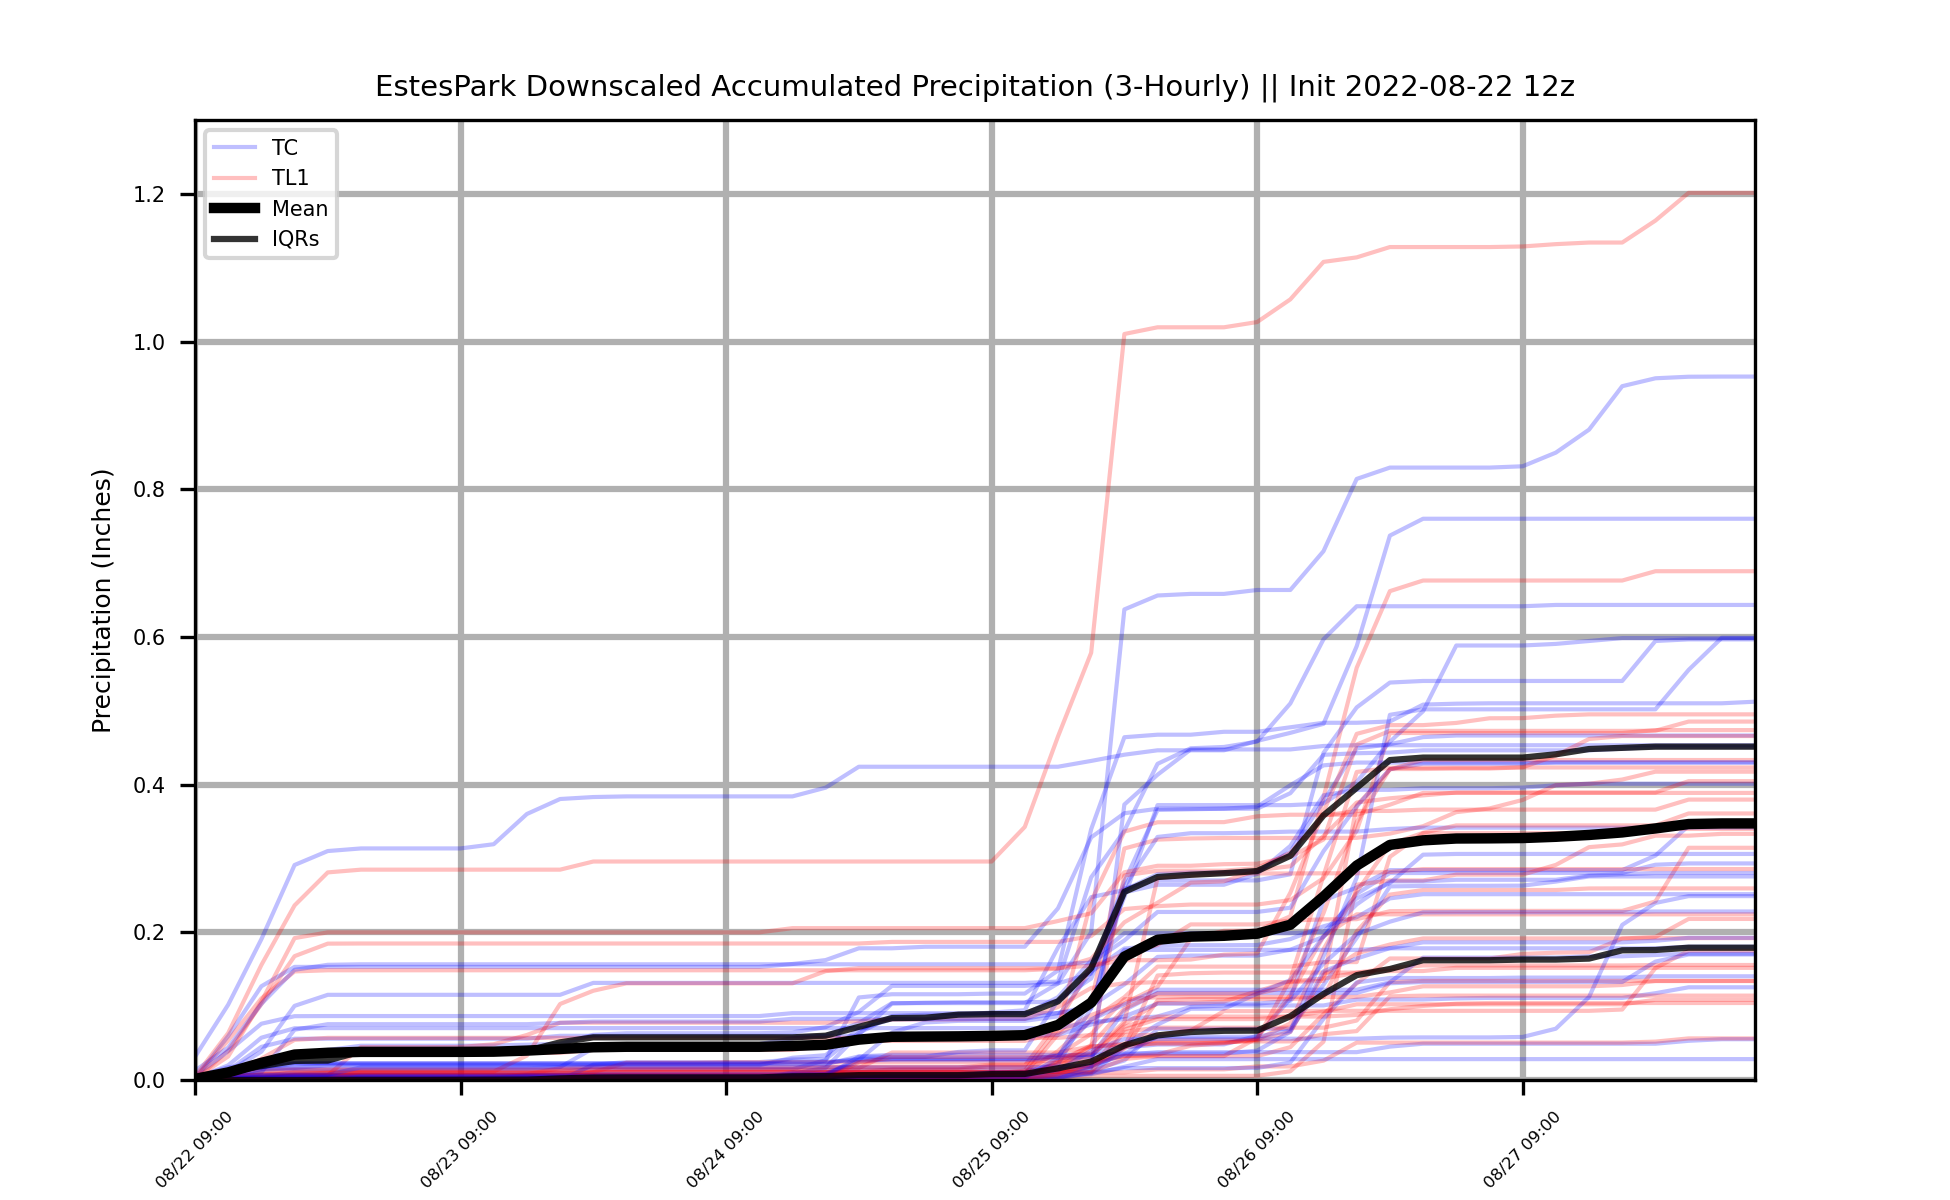 EstesPark Downscaled Accumulated Precipitation (3-Hourly) || Init 2022-08-22 12z
TC
TL1
Mean
IQRs
Precipitation (Inches)
1.2
1.0
0.8
0.6
0.4
0.2
0.0
08/22 09:00
08/23 09:00
08/24 09:00
08/25 09:00
08/26 09:00
08/27 09:00